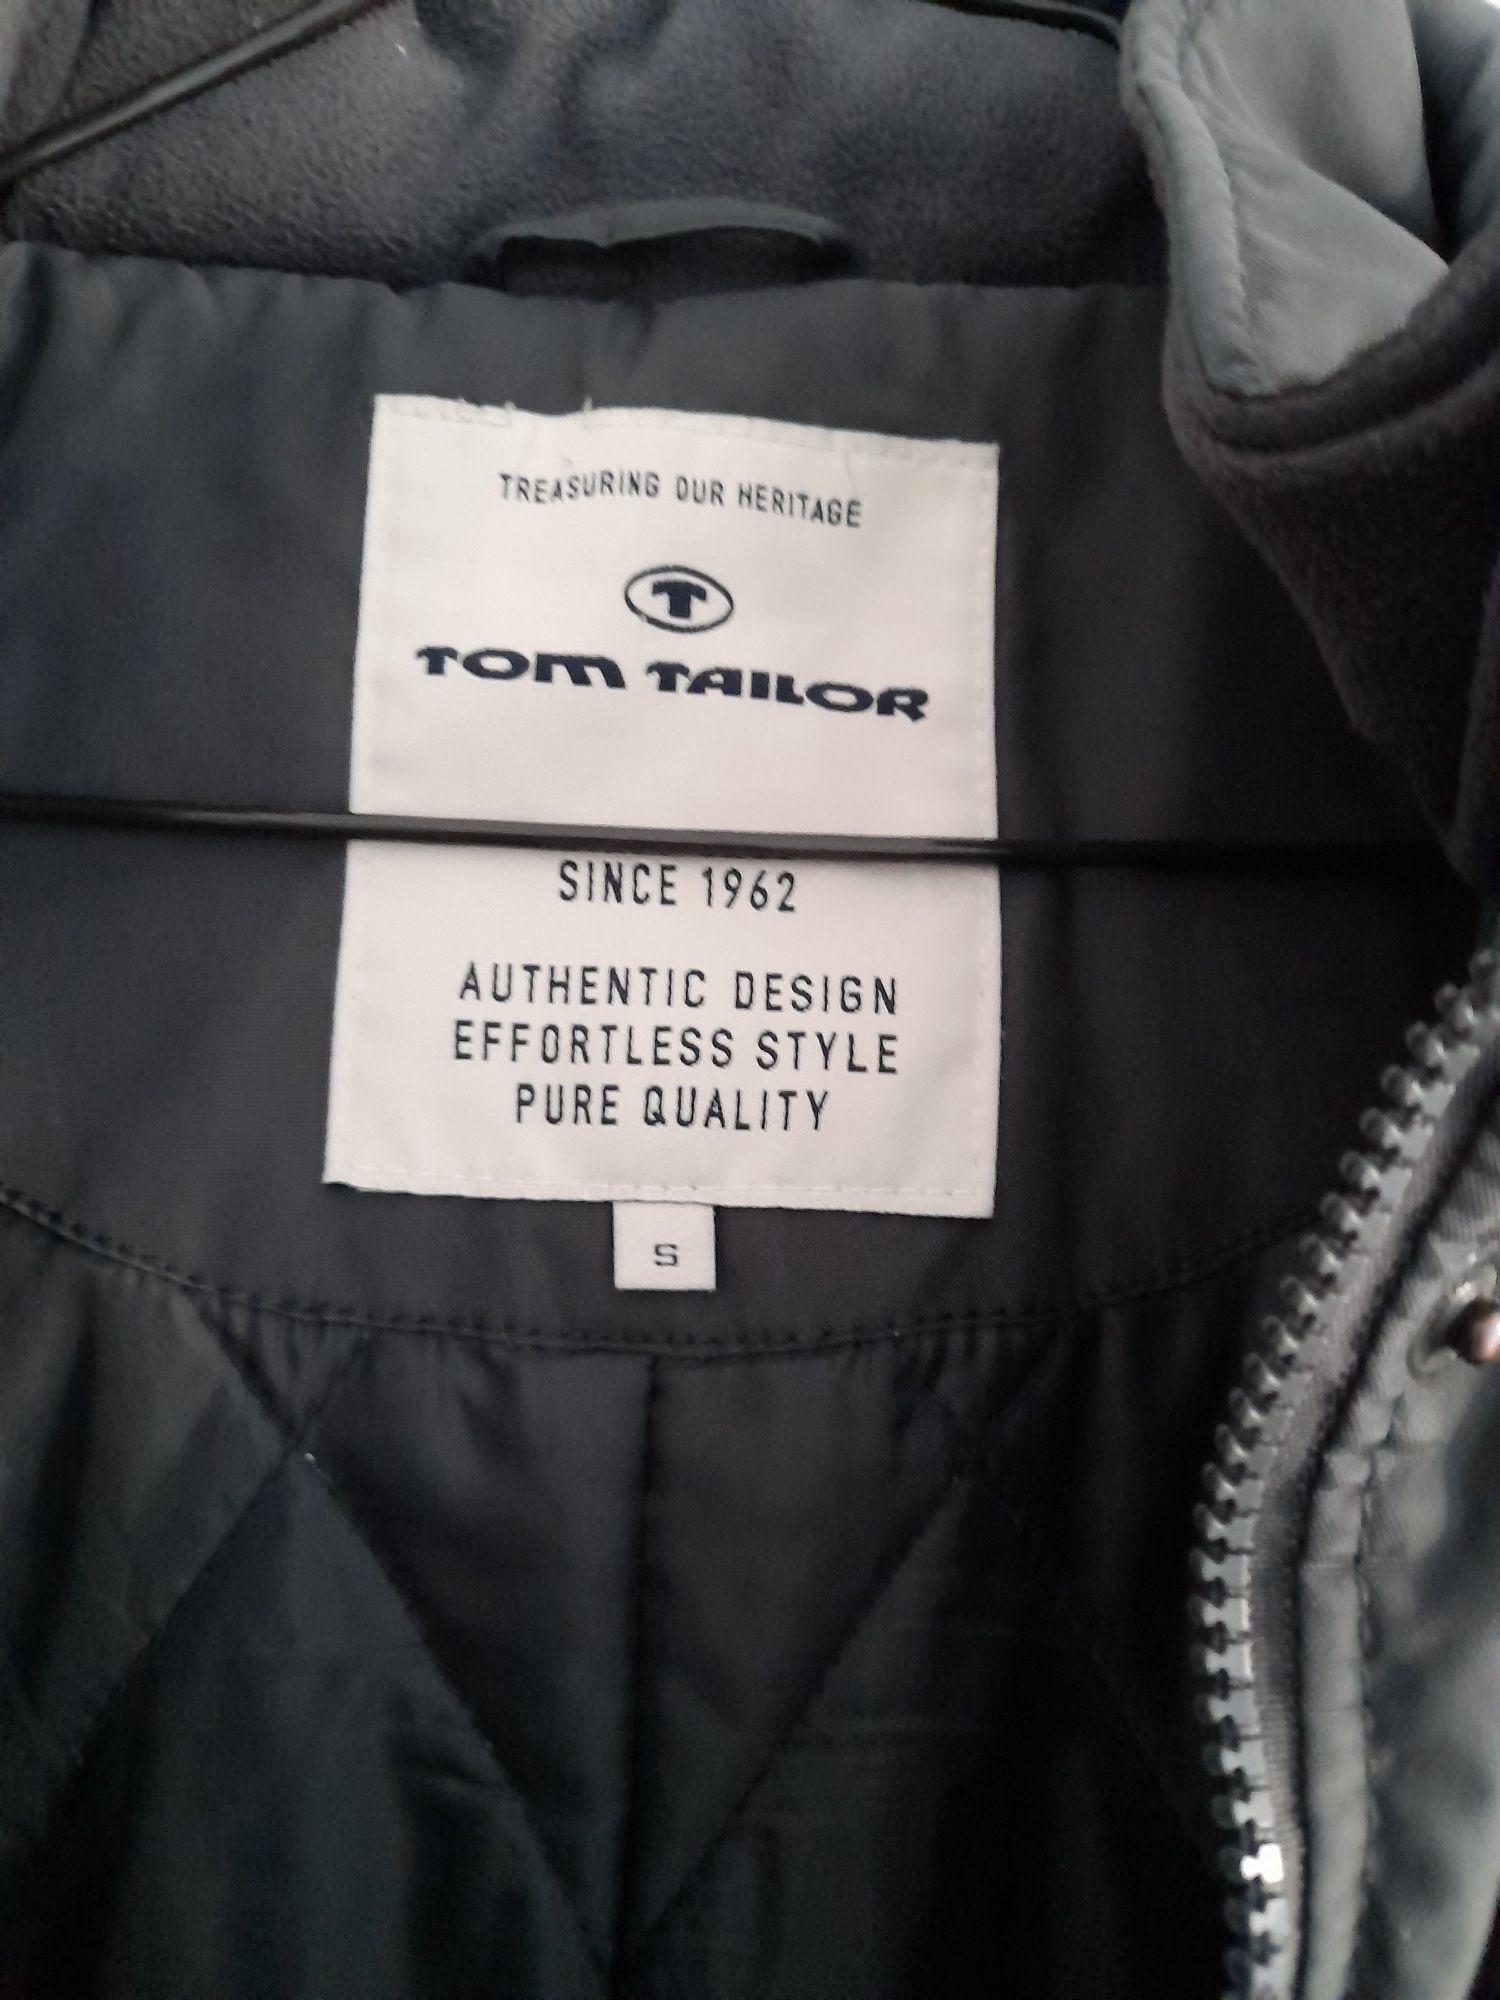 TREASURING OUR HERITAGE
T
TOM TAILOR
SINCE 1962
AUTHENTIC DESIGN
EFFORTLESS STYLE
PURE QUALITY
S